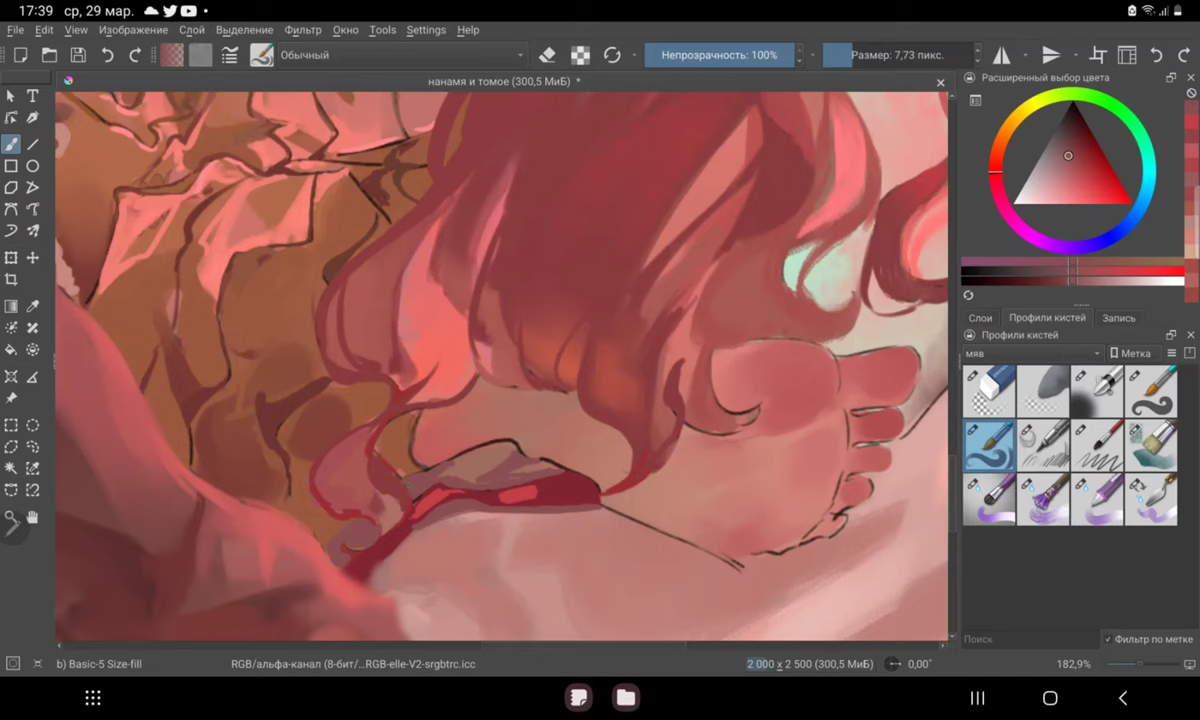 17:39 ср, 29 мар.
File Edit View Изображение Слой Выделение Фильтр Окно Tools Settings Help
Обычный Непрозрачность: 100% Размер: 7,73 пикс.
нанамя и томое (300,5 МиБ) *
Расширенный выбор цвета
Слои Профили кистей Запись
Профили кистей
мяв Метка
Поиск Фильтр по метке
b) Basic-5 Size-fill RGB/альфа-канал (8-бит/...RGB-elle-V2-srgbtrc.icc 2 000 x 2 500 (300,5 МиБ) 0,00° 182,9%